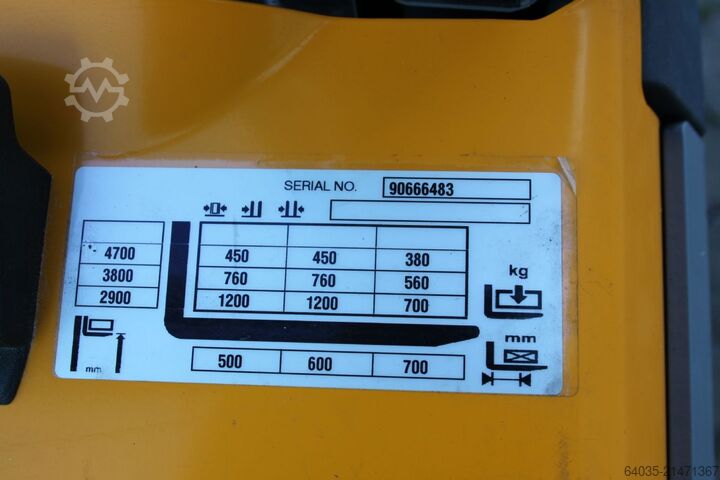 SERIAL NO. 90666483
4700 450 450 380
3800 760 760 560
2900 1200 1200 700
kg
mm
mm
500 600 700
64035-21471367